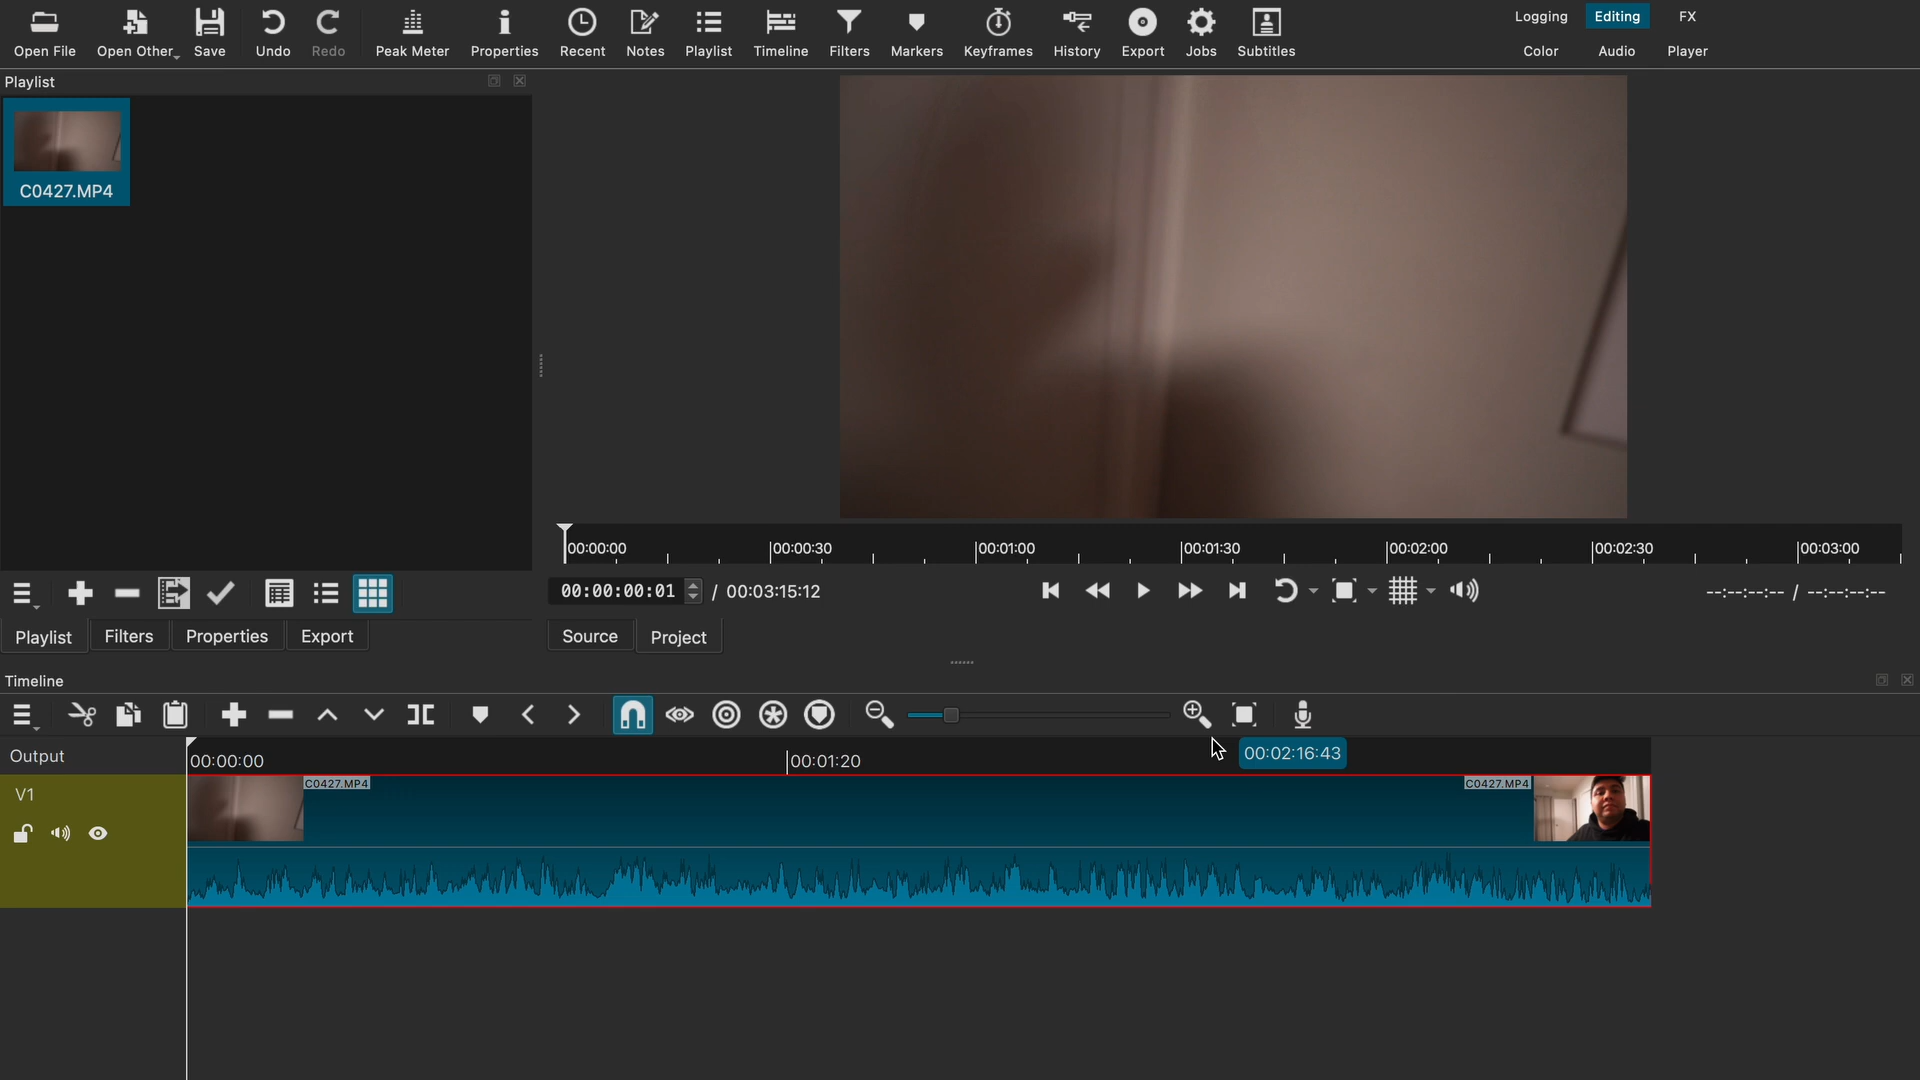 Open File Open Other Save Undo Redo Peak Meter Properties Recent Notes Playlist Timeline Filters Markers Keyframes History Export Jobs Subtitles
Logging Editing FX
Color Audio Player
Playlist
C0427.MP4
00:00:00 00:00:30 00:01:00 00:01:30 00:02:00 00:02:30 00:03:00
00:00:00:01 / 00:03:15:12
--:--:--:-- / --:--:--:--
Playlist Filters Properties Export
Source Project
Timeline
Output
00:00:00 00:01:20
00:02:16:43
V1
C0427.MP4 C0427.MP4